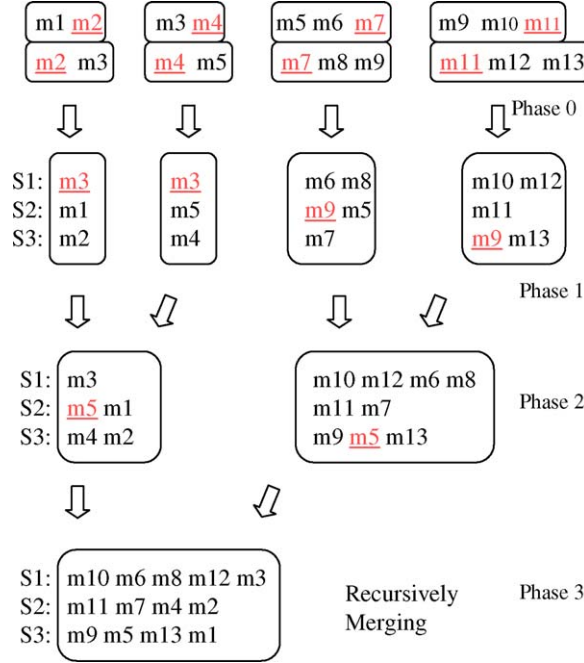 m1 m2 m3 m4 m5 m6 m7 m9 m10 m11
m2 m3 m4 m5 m7 m8 m9 m11 m12 m13
Phase 0
S1: m3 m3 m6 m8 m10 m12
S2: m1 m5 m9 m5 m11
S3: m2 m4 m7 m9 m13
Phase 1
S1: m3 m10 m12 m6 m8
S2: m5 m1 m11 m7 Phase 2
S3: m4 m2 m9 m5 m13
S1: m10 m6 m8 m12 m3
S2: m11 m7 m4 m2 Recursively Phase 3
S3: m9 m5 m13 m1 Merging